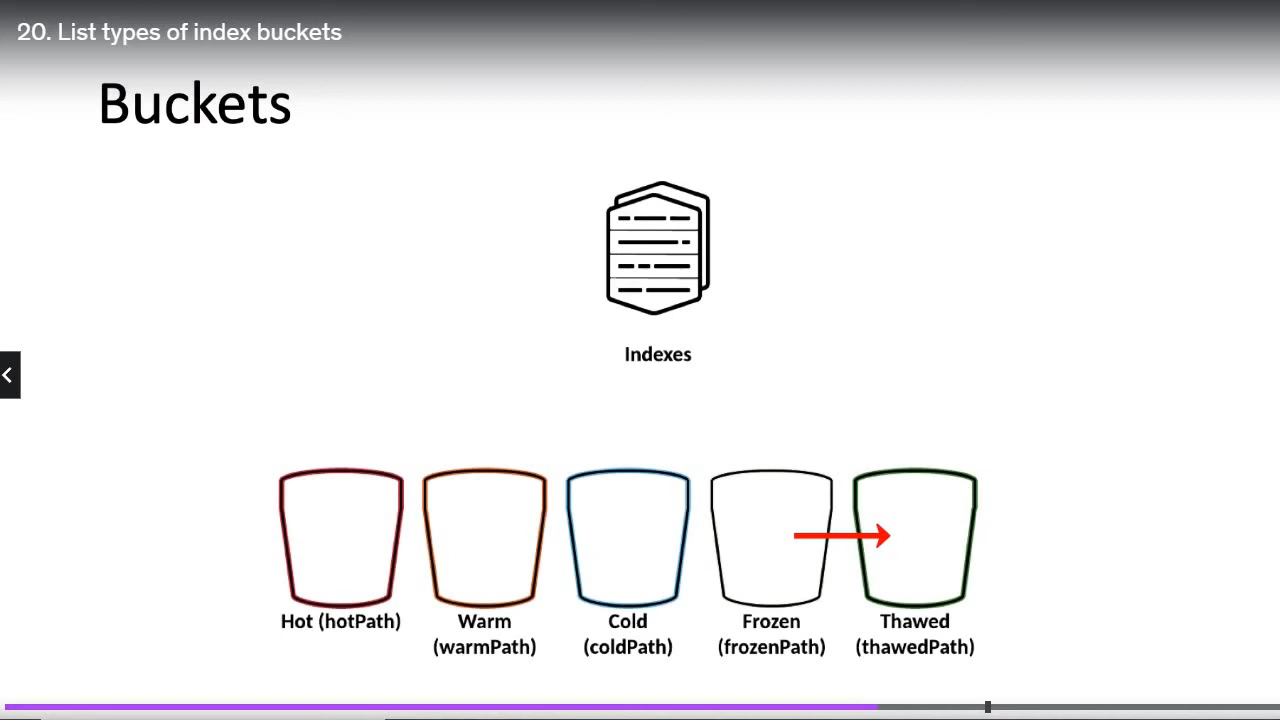 20. List types of index buckets
Buckets
Indexes
Hot (hotPath)
Warm
(warmPath)
Cold
(coldPath)
Frozen
(frozenPath)
Thawed
(thawedPath)